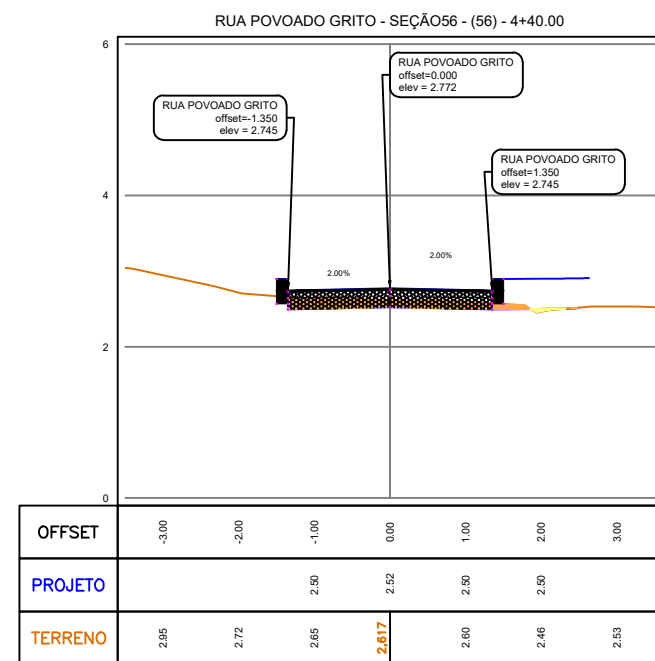 RUA POVOADO GRITO - SEÇÃO56 - (56) - 4+40.00
6
RUA POVOADO GRITO
offset=0.000
elev = 2.772
RUA POVOADO GRITO
offset=-1.350
elev = 2.745
RUA POVOADO GRITO
offset=1.350
elev = 2.745
4
2.00%
2.00%
2
0
OFFSET -3.00 -2.00 -1.00 0.00 1.00 2.00 3.00
PROJETO 2.50 2.52 2.50 2.50
TERRENO 2.95 2.72 2.65 2,617 2.60 2.46 2.53